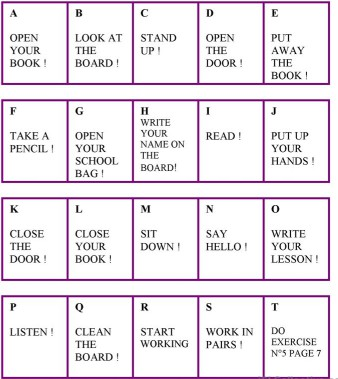 A
OPEN
YOUR
BOOK !
B
LOOK AT
THE
BOARD !
C
STAND
UP !
D
OPEN
THE
DOOR !
E
PUT
AWAY
THE
BOOK !
F
TAKE A
PENCIL !
G
OPEN
YOUR
SCHOOL
BAG !
H
WRITE
YOUR
NAME ON
THE
BOARD!
I
READ !
J
PUT UP
YOUR
HANDS !
K
CLOSE
THE
DOOR !
L
CLOSE
YOUR
BOOK !
M
SIT
DOWN !
N
SAY
HELLO !
O
WRITE
YOUR
LESSON !
P
LISTEN !
Q
CLEAN
THE
BOARD !
R
START
WORKING
S
WORK IN
PAIRS !
T
DO
EXERCISE
N°5 PAGE 7